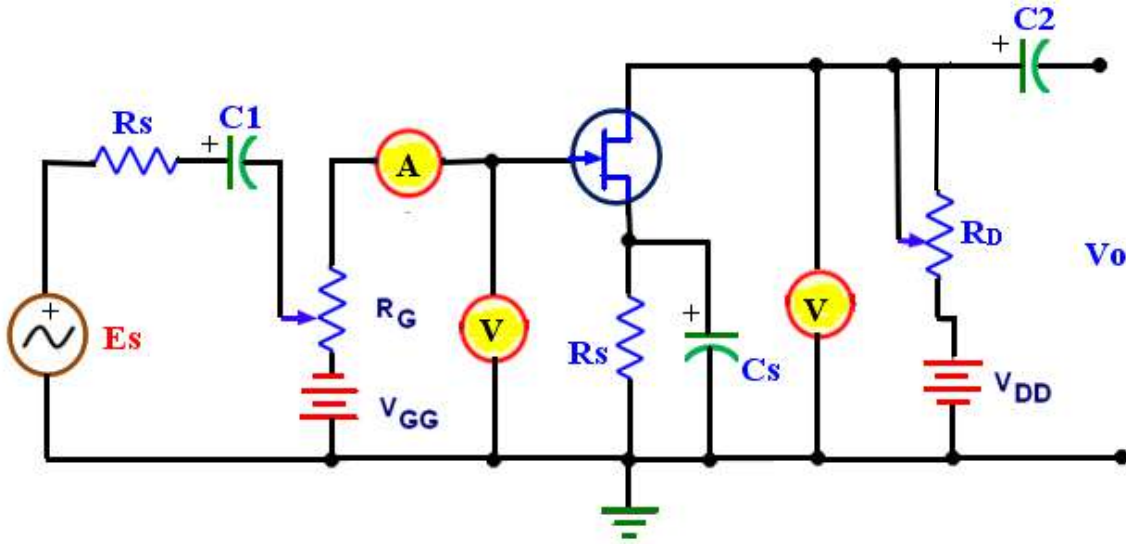 C2
+
Rs
C1
+
A
RD
Vo
+
Es
RG
V
V
Rs
+
Cs
VGG
VDD